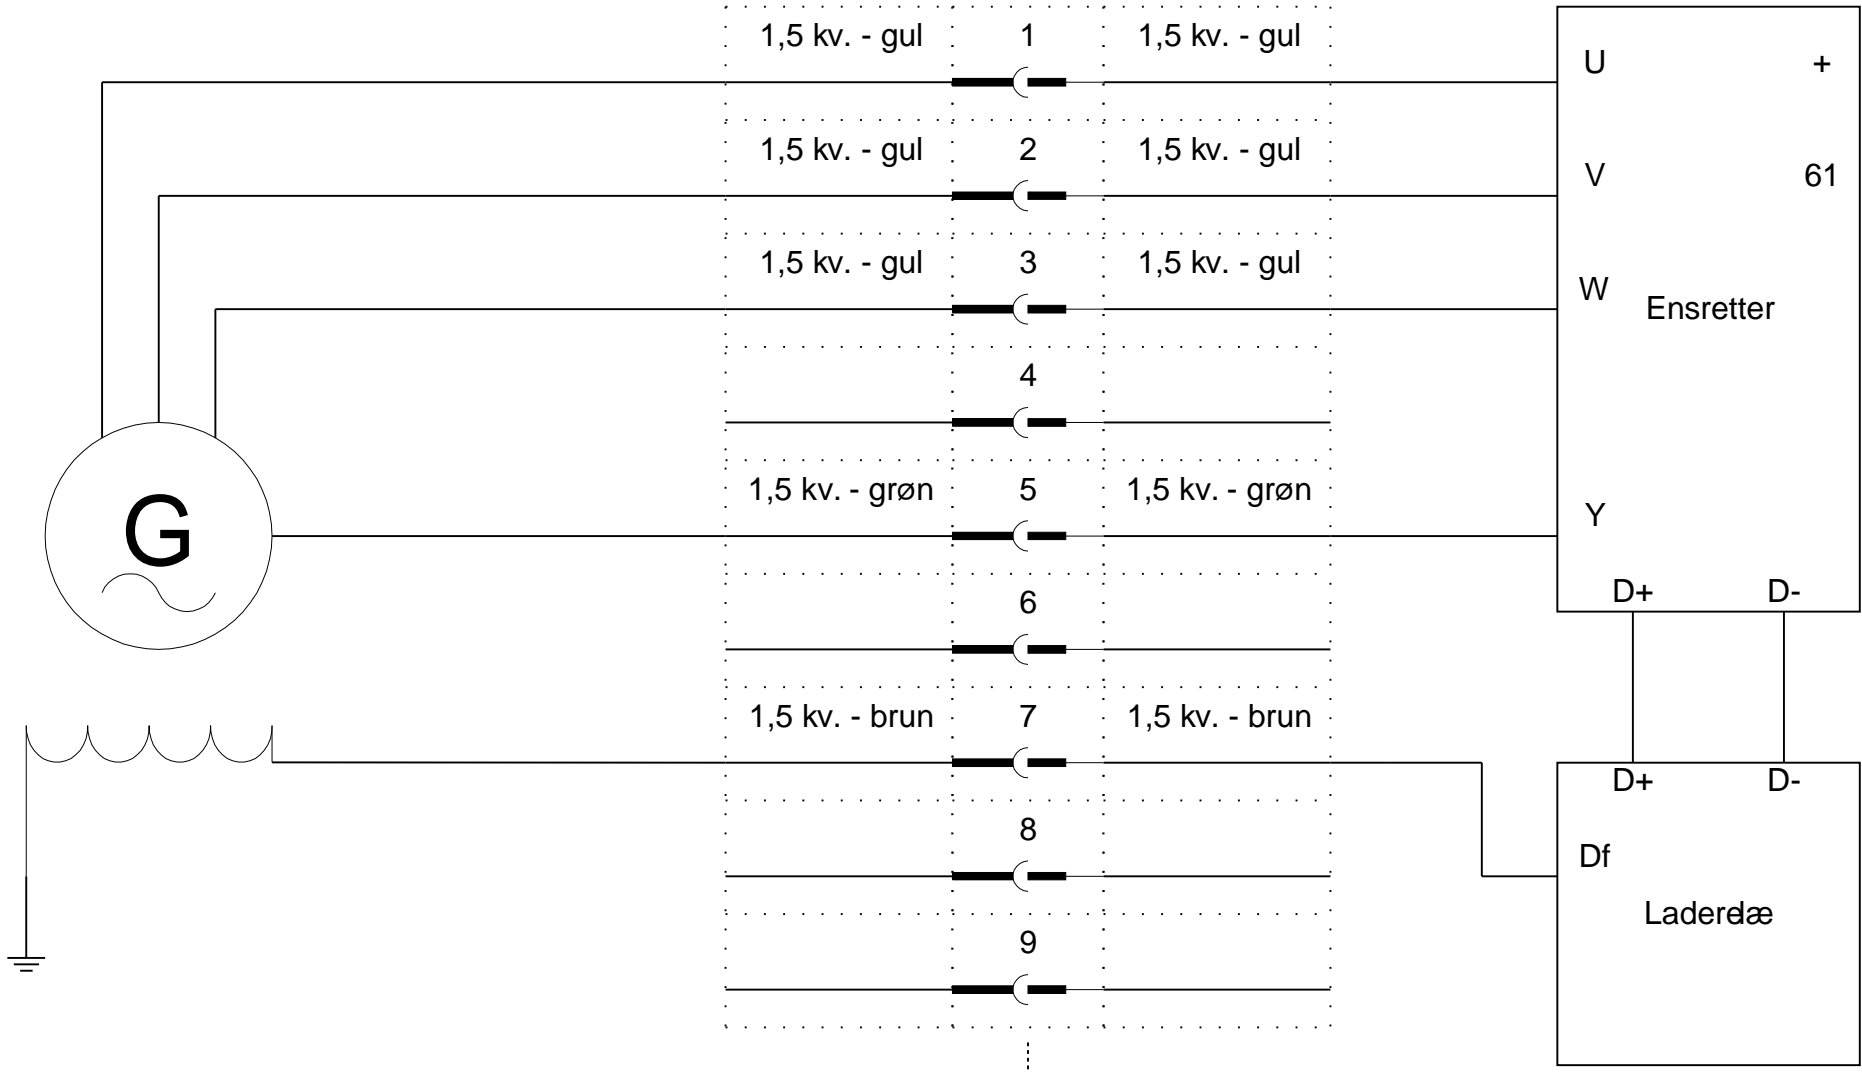 1,5 kv. - gul 1 1,5 kv. - gul
U +
1,5 kv. - gul 2 1,5 kv. - gul
V 61
1,5 kv. - gul 3 1,5 kv. - gul
W
Ensretter
4
1,5 kv. - grøn 5 1,5 kv. - grøn
Y
G
D+ D-
6
1,5 kv. - brun 7 1,5 kv. - brun
D+ D-
8
Df
Laderelæ
9